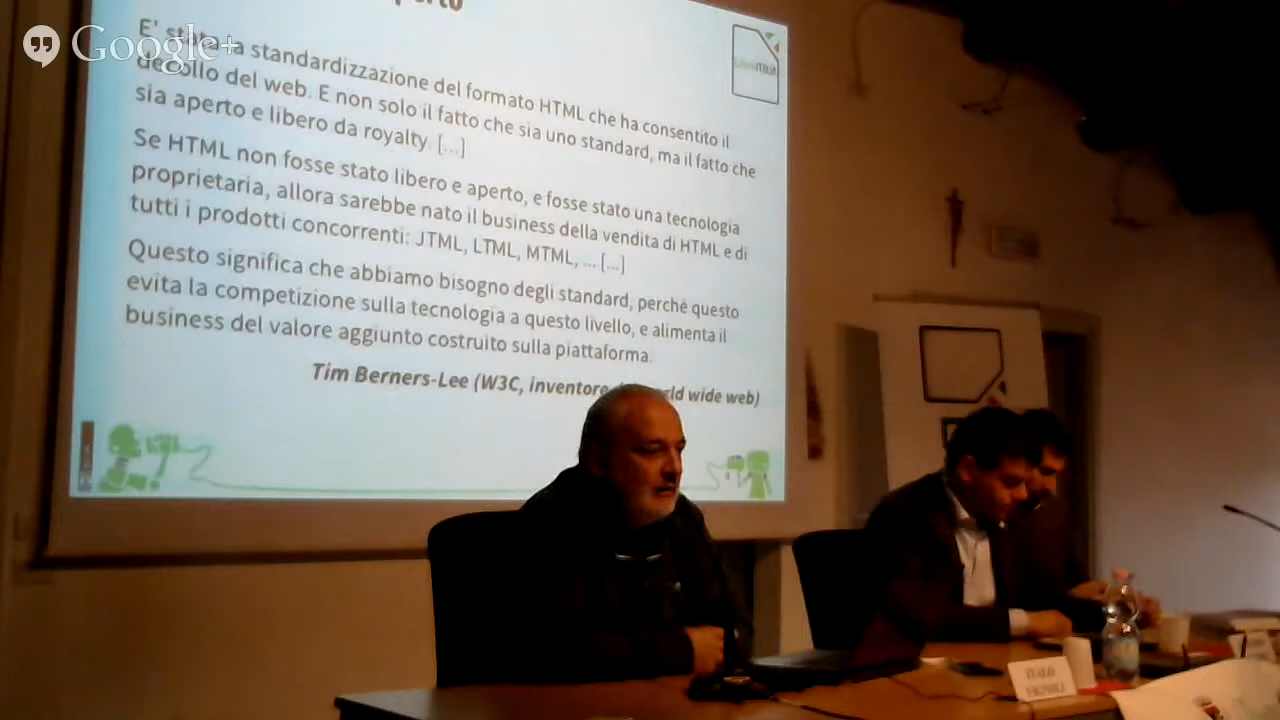 Google+
E' stata la standardizzazione del formato HTML che ha consentito il
decollo del web. E non solo il fatto che sia uno standard, ma il fatto che
sia aperto e libero da royalty. [...]
Se HTML non fosse stato libero e aperto, e fosse stato una tecnologia
proprietaria, allora sarebbe nato il business della vendita di HTML e di
tutti i prodotti concorrenti: JTML, LTML, MTML, ... [...]
Questo significa che abbiamo bisogno degli standard, perché questo
evita la competizione sulla tecnologia a questo livello, e alimenta il
business del valore aggiunto costruito sulla piattaforma.
Tim Berners-Lee (W3C, inventore world wide web)
ITALO
VIGNOLI